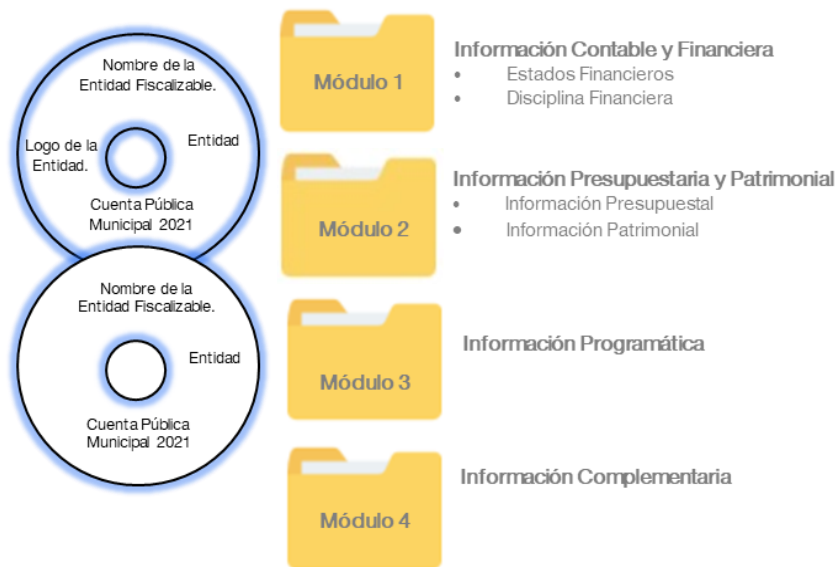 Nombre de la
Entidad Fiscalizable.
Logo de la
Entidad.
Entidad
Cuenta Pública
Municipal 2021
Nombre de la
Entidad Fiscalizable.
Entidad
Cuenta Pública
Municipal 2021
Módulo 1
Información Contable y Financiera
• Estados Financieros
• Disciplina Financiera
Módulo 2
Información Presupuestaria y Patrimonial
• Información Presupuestal
• Información Patrimonial
Módulo 3
Información Programática
Módulo 4
Información Complementaria